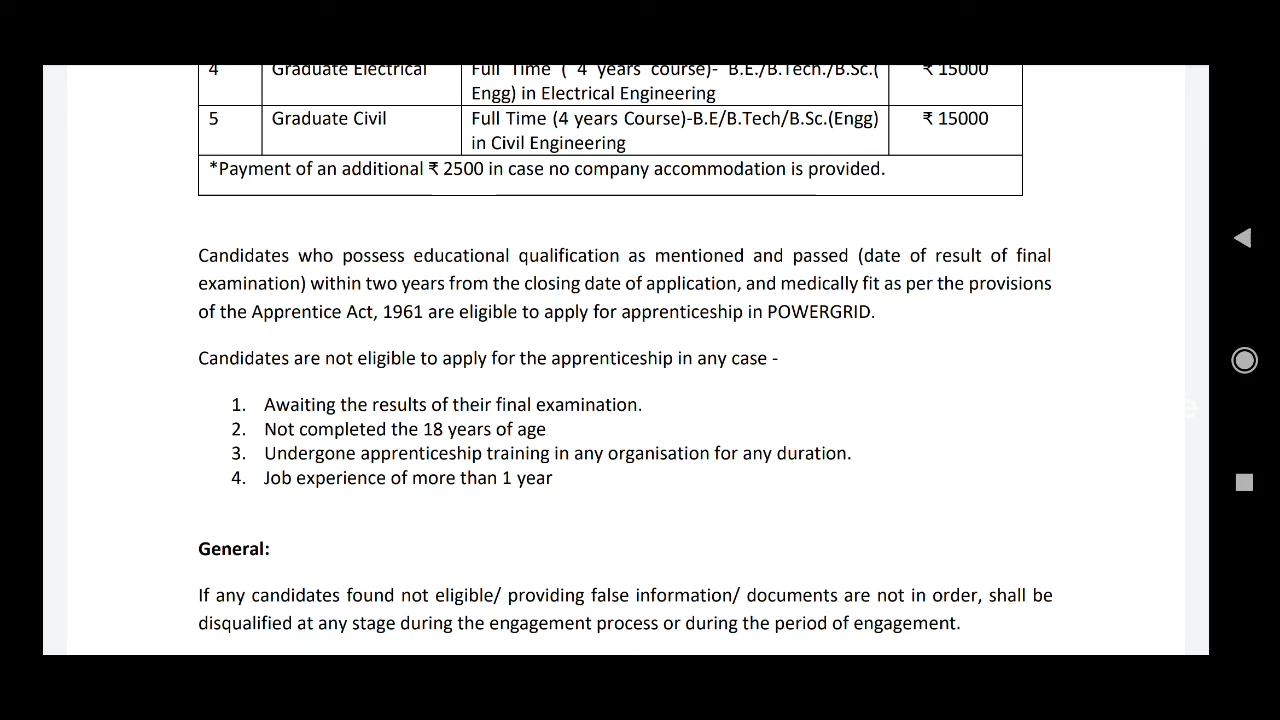 4 Graduate Electrical Full Time ( 4 years course)- B.E./B.Tech./B.Sc.( ₹ 15000
Engg) in Electrical Engineering
5 Graduate Civil Full Time (4 years Course)-B.E/B.Tech/B.Sc.(Engg) ₹ 15000
in Civil Engineering
*Payment of an additional ₹ 2500 in case no company accommodation is provided.
Candidates who possess educational qualification as mentioned and passed (date of result of final
examination) within two years from the closing date of application, and medically fit as per the provisions
of the Apprentice Act, 1961 are eligible to apply for apprenticeship in POWERGRID.
Candidates are not eligible to apply for the apprenticeship in any case -
1. Awaiting the results of their final examination.
2. Not completed the 18 years of age
3. Undergone apprenticeship training in any organisation for any duration.
4. Job experience of more than 1 year
General:
If any candidates found not eligible/ providing false information/ documents are not in order, shall be
disqualified at any stage during the engagement process or during the period of engagement.